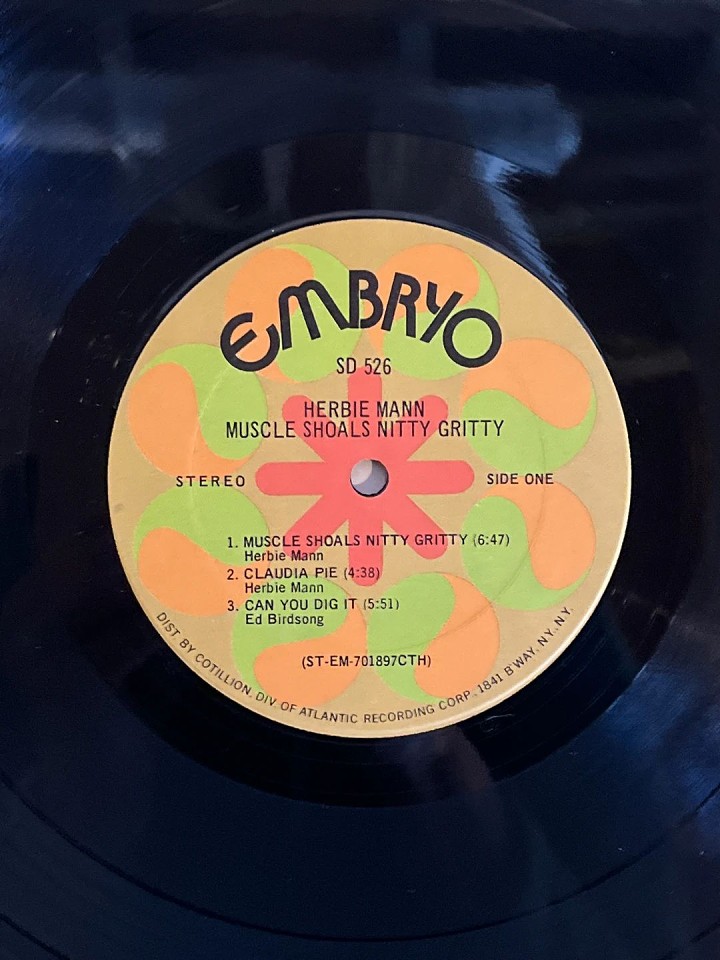 EMBRYO
SD 526
HERBIE MANN
MUSCLE SHOALS NITTY GRITTY
STEREO
SIDE ONE
1. MUSCLE SHOALS NITTY GRITTY (6:47)
Herbie Mann
2. CLAUDIA PIE (4:38)
Herbie Mann
3. CAN YOU DIG IT (5:51)
Ed Birdsong
(ST-EM-701897CTH)
DIST. BY COTILLION, DIV. OF ATLANTIC RECORDING CORP., 1841 B'WAY, N.Y. N.Y.